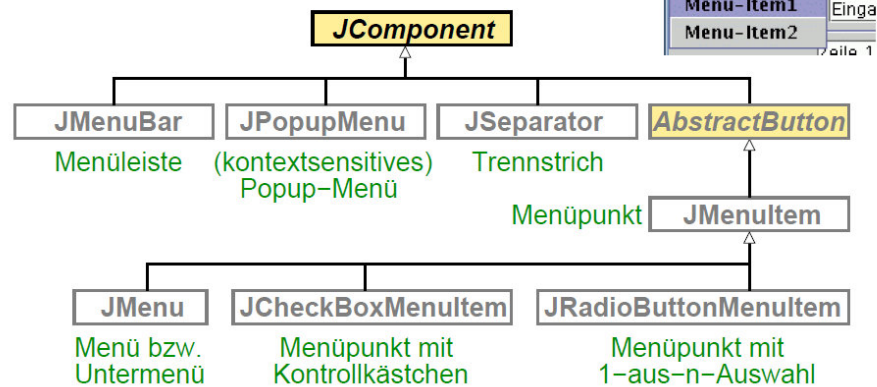 Menu-Item1
Einga
Menu-Item2
Zeile 1
JComponent
JMenuBar
JPopupMenu
JSeparator
AbstractButton
Menüleiste
(kontextsensitives)
Popup-Menü
Trennstrich
Menüpunkt
JMenuItem
JMenu
JCheckBoxMenuItem
JRadioButtonMenuItem
Menü bzw.
Untermenü
Menüpunkt mit
Kontrollkästchen
Menüpunkt mit
1-aus-n-Auswahl